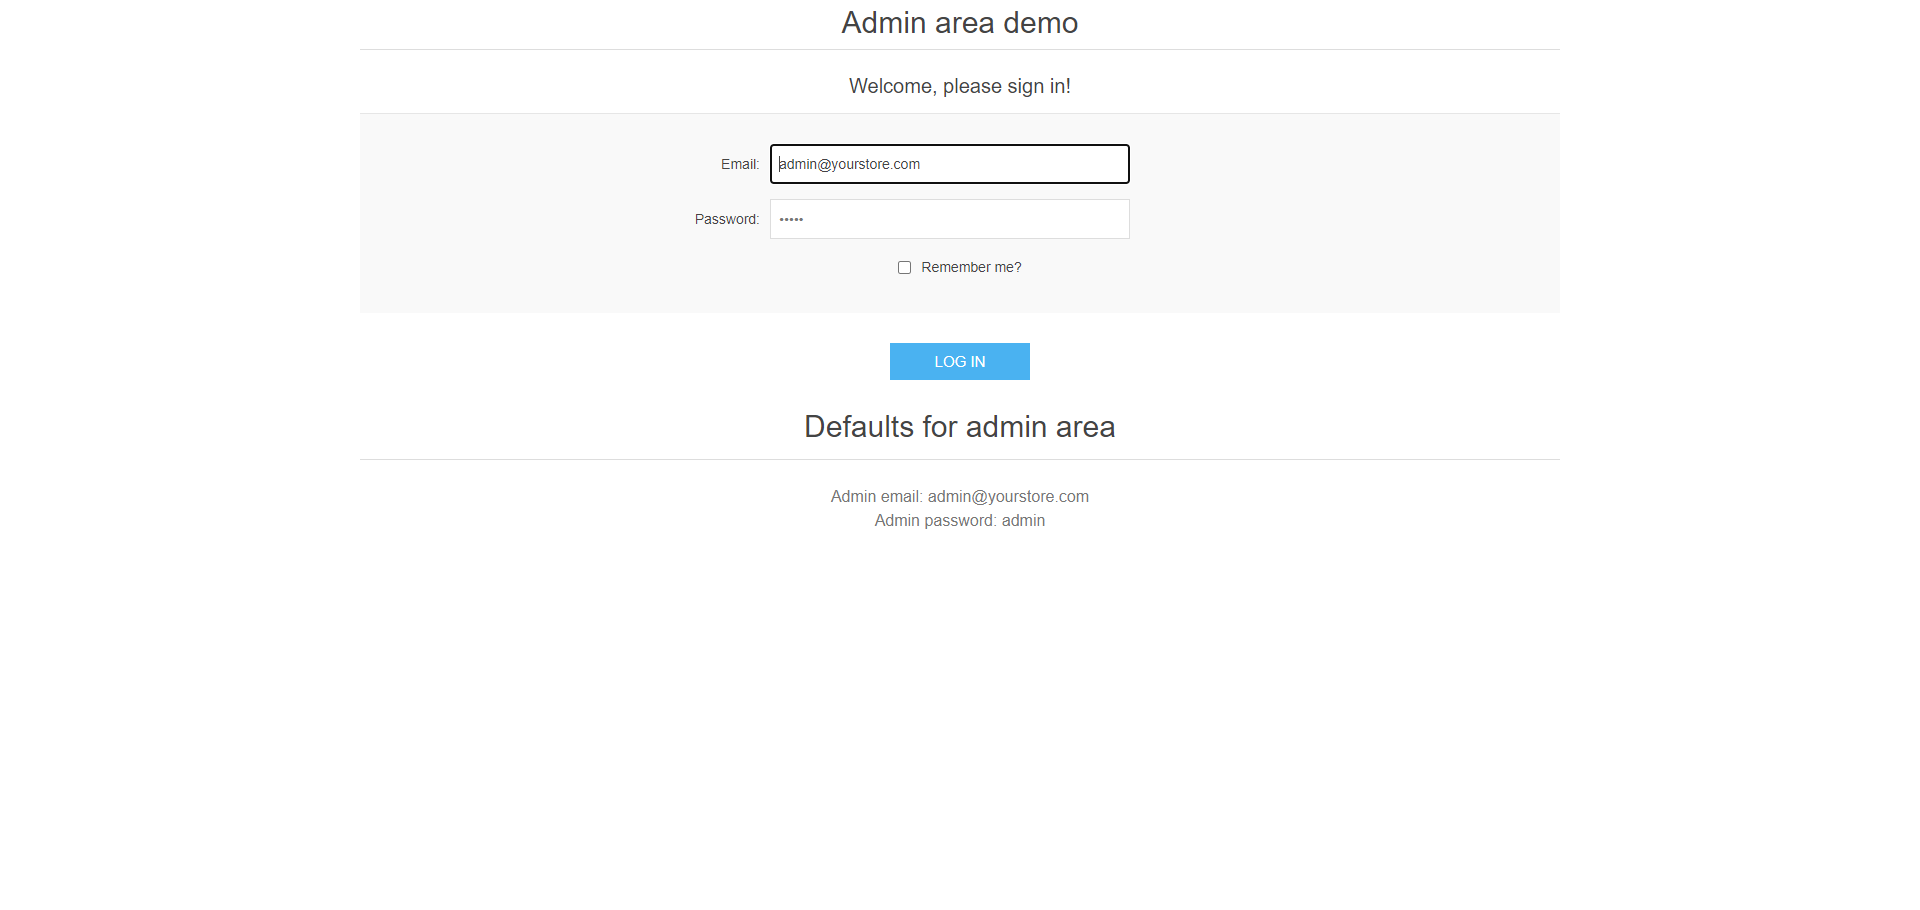 Admin area demo
Welcome, please sign in!
Email: admin@yourstore.com
Password: •••••
Remember me?
LOG IN
Defaults for admin area
Admin email: admin@yourstore.com
Admin password: admin